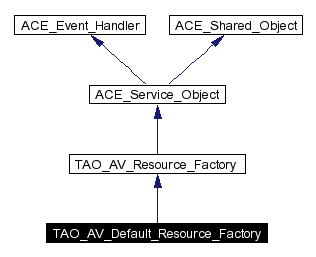 ACE_Event_Handler
ACE_Shared_Object
ACE_Service_Object
TAO_AV_Resource_Factory
TAO_AV_Default_Resource_Factory